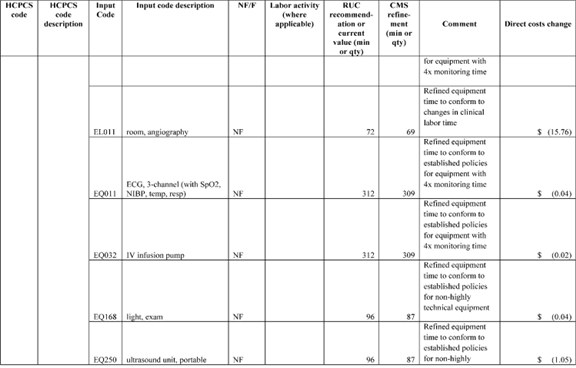 HCPCS code HCPCS code description Input Code Input code description NF/F Labor activity (where applicable) RUC recommend-ation or current value (min or qty) CMS refine-ment (min or qty) Comment Direct costs change
for equipment with
4x monitoring time
Refined equipment
time to conform to
changes in clinical
labor time
EL011 room, angiography NF 72 69 $ (15.76)
Refined equipment
time to conform to
established policies
for equipment with
4x monitoring time
ECG, 3-channel (with SpO2,
EQ011 NIBP, temp, resp) NF 312 309 $ (0.04)
Refined equipment
time to conform to
established policies
for equipment with
4x monitoring time
EQ032 IV infusion pump NF 312 309 $ (0.02)
Refined equipment
time to conform to
established policies
for non-highly
technical equipment
EQ168 light, exam NF 96 87 $ (0.04)
Refined equipment
time to conform to
established policies
EQ250 ultrasound unit, portable NF 96 87 for non-highly $ (1.05)